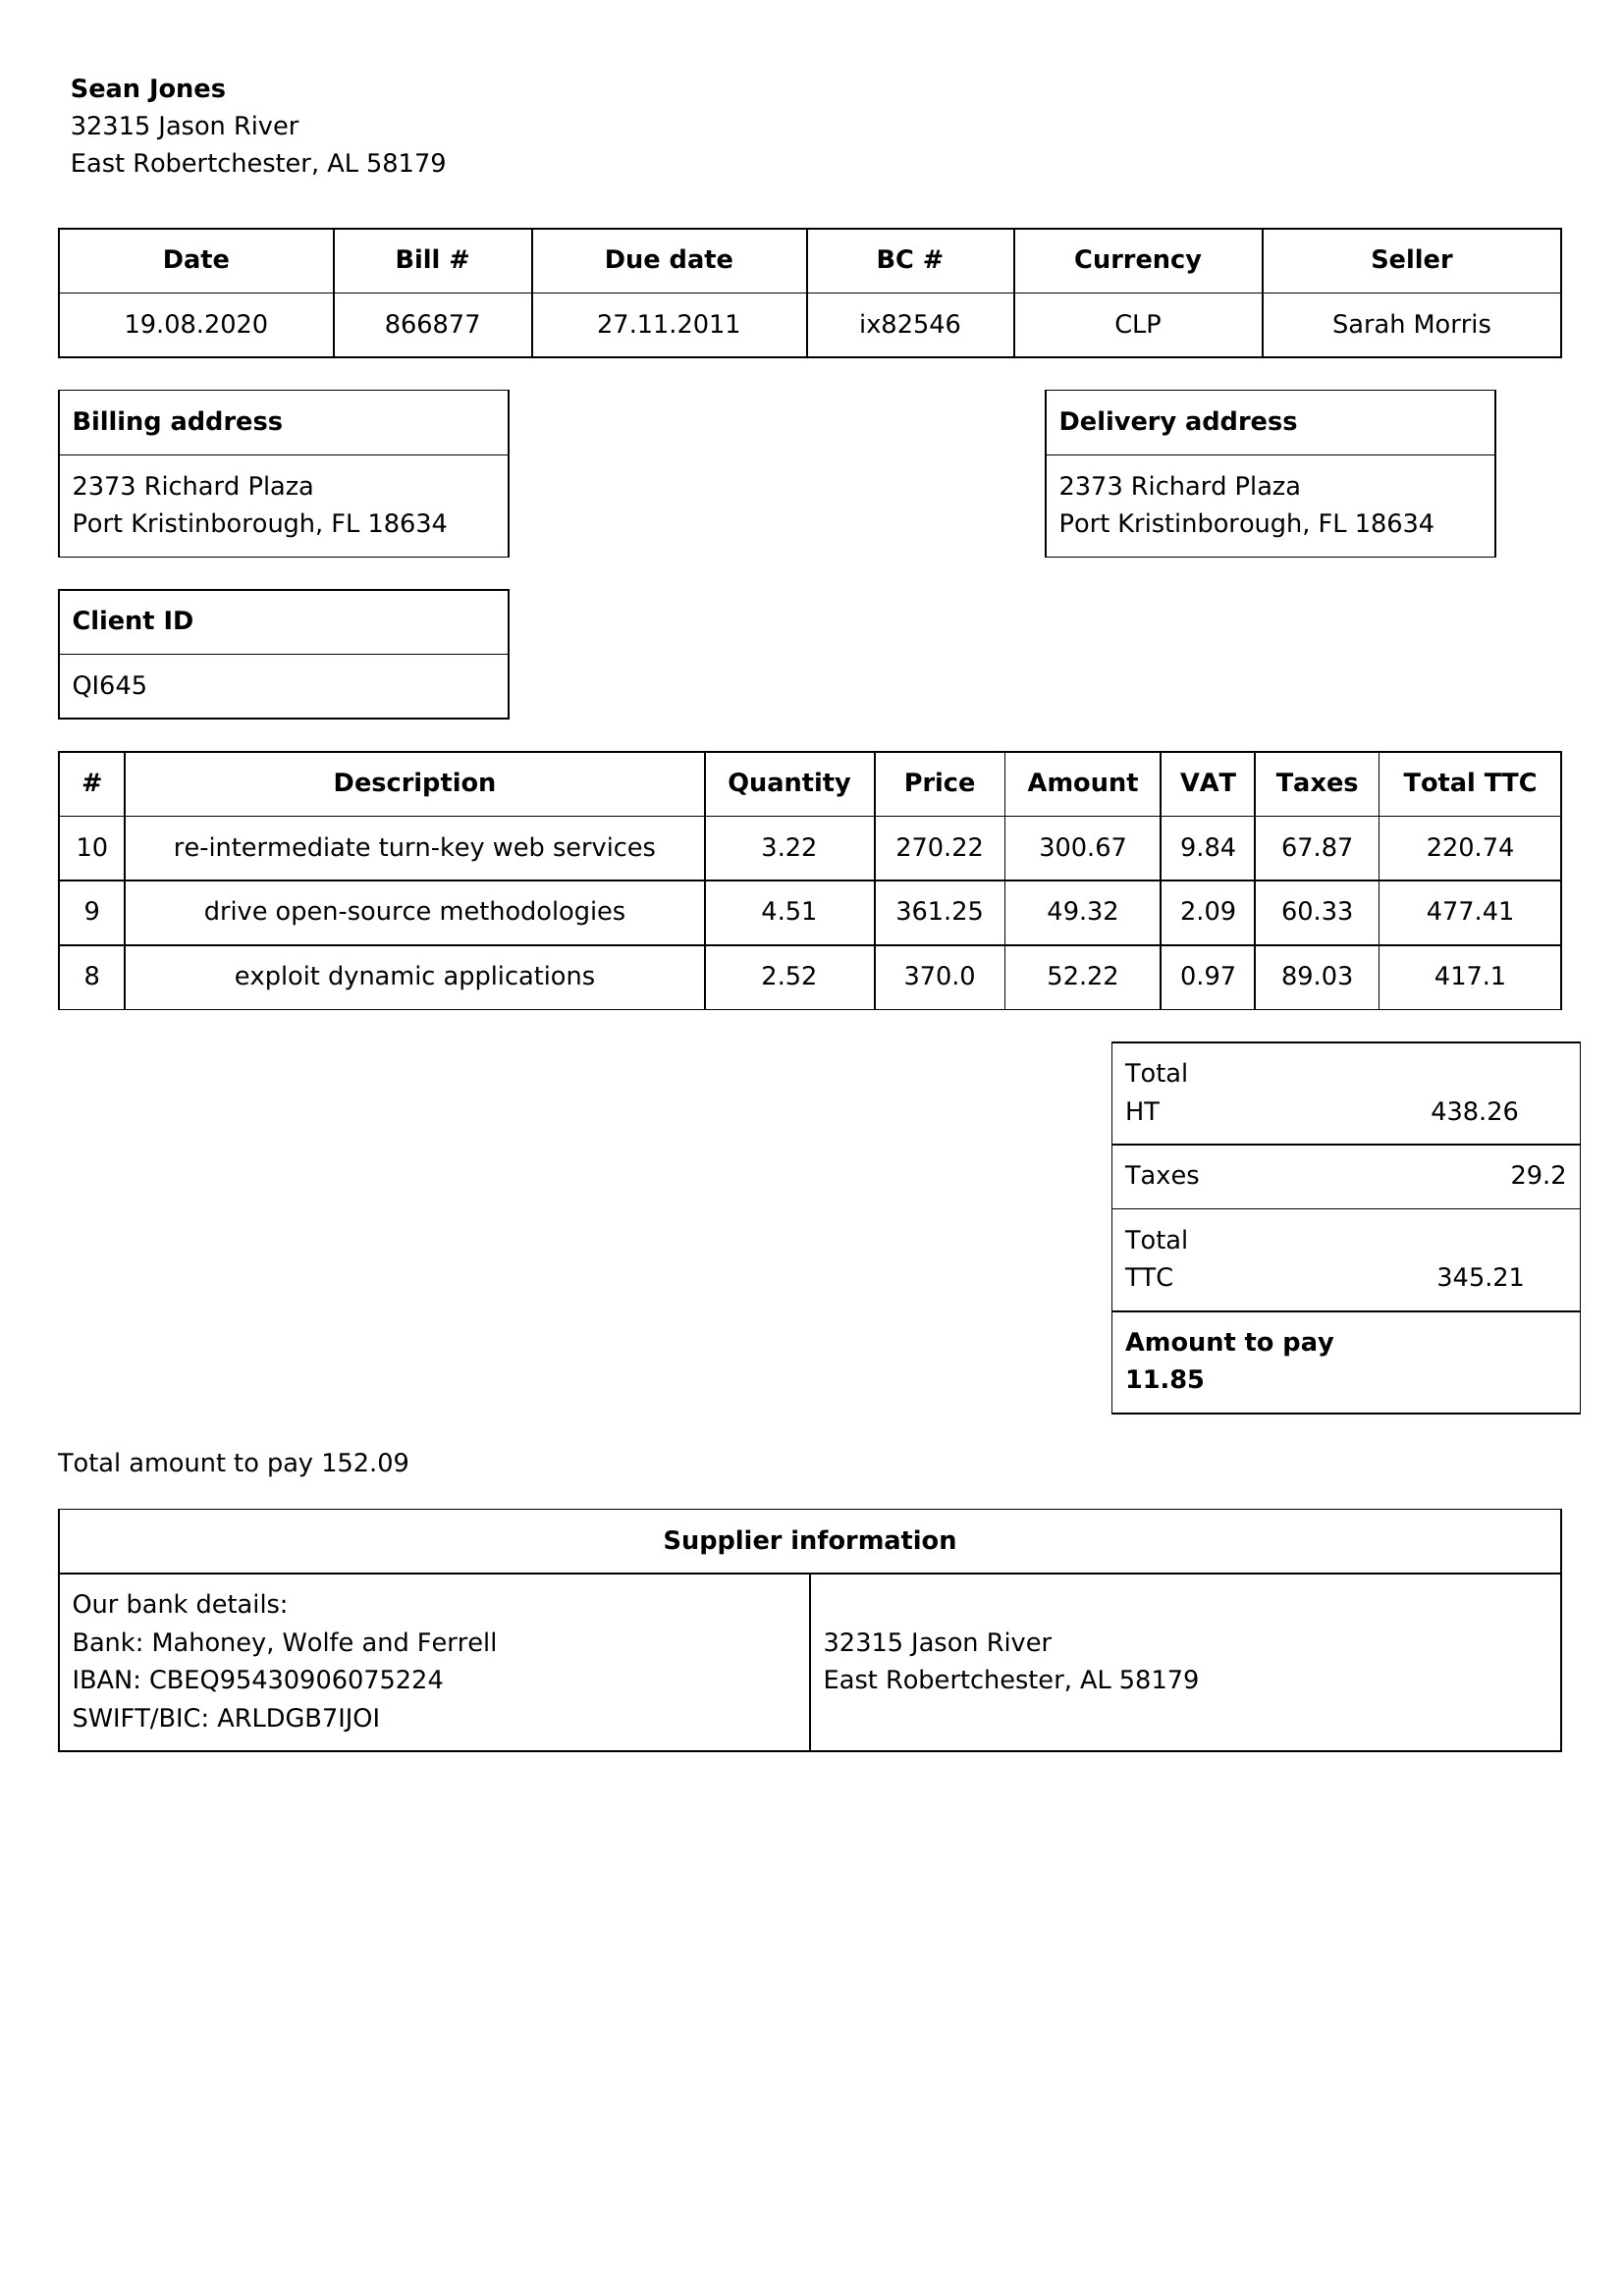 Sean Jones
32315 Jason River
East Robertchester, AL 58179
Date Bill # Due date BC # Currency Seller
19.08.2020 866877 27.11.2011 ix82546 CLP Sarah Morris
Billing address Delivery address
2373 Richard Plaza 2373 Richard Plaza
Port Kristinborough, FL 18634 Port Kristinborough, FL 18634
Client ID
QI645
# Description Quantity Price Amount VAT Taxes Total TTC
10 re-intermediate turn-key web services 3.22 270.22 300.67 9.84 67.87 220.74
9 drive open-source methodologies 4.51 361.25 49.32 2.09 60.33 477.41
8 exploit dynamic applications 2.52 370.0 52.22 0.97 89.03 417.1
Total
HT 438.26
Taxes 29.2
Total
TTC 345.21
Amount to pay
11.85
Total amount to pay 152.09
Supplier information
Our bank details:
Bank: Mahoney, Wolfe and Ferrell 32315 Jason River
IBAN: CBEQ95430906075224 East Robertchester, AL 58179
SWIFT/BIC: ARLDGB7IJOI